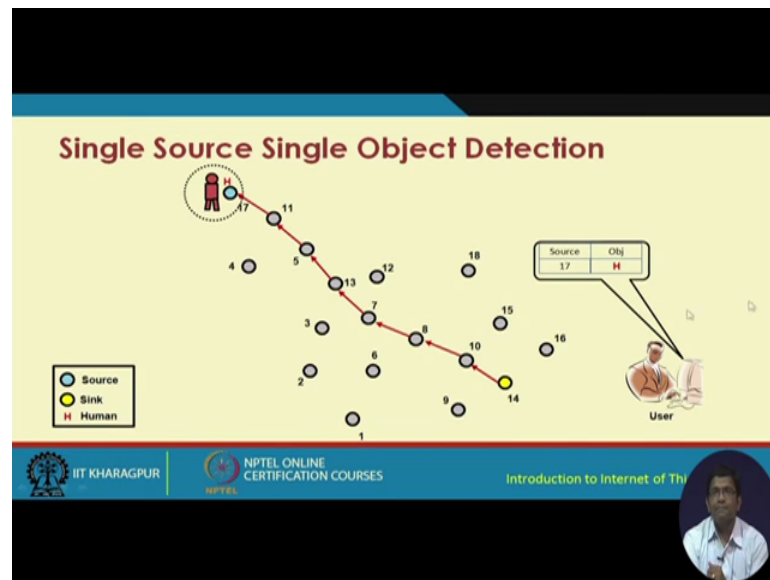 Single Source Single Object Detection
H
17
11
4
5
12
13
18
3
7
8
15
16
2
6
10
14
9
1
Source Obj
17 H
User
Source
Sink
H Human
IIT KHARAGPUR
NPTEL
NPTEL ONLINE
CERTIFICATION COURSES
Introduction to Internet of Thi